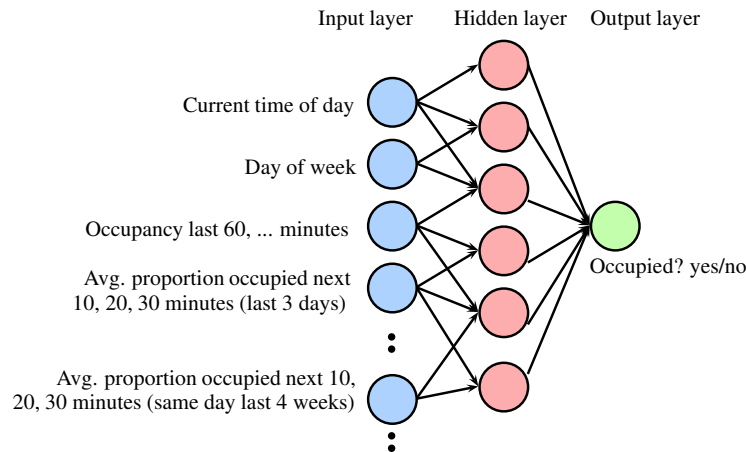 Input layer
Hidden layer
Output layer
Current time of day
Day of week
Occupancy last 60, ... minutes
Occupied? yes/no
Avg. proportion occupied next
10, 20, 30 minutes (last 3 days)
Avg. proportion occupied next 10,
20, 30 minutes (same day last 4 weeks)